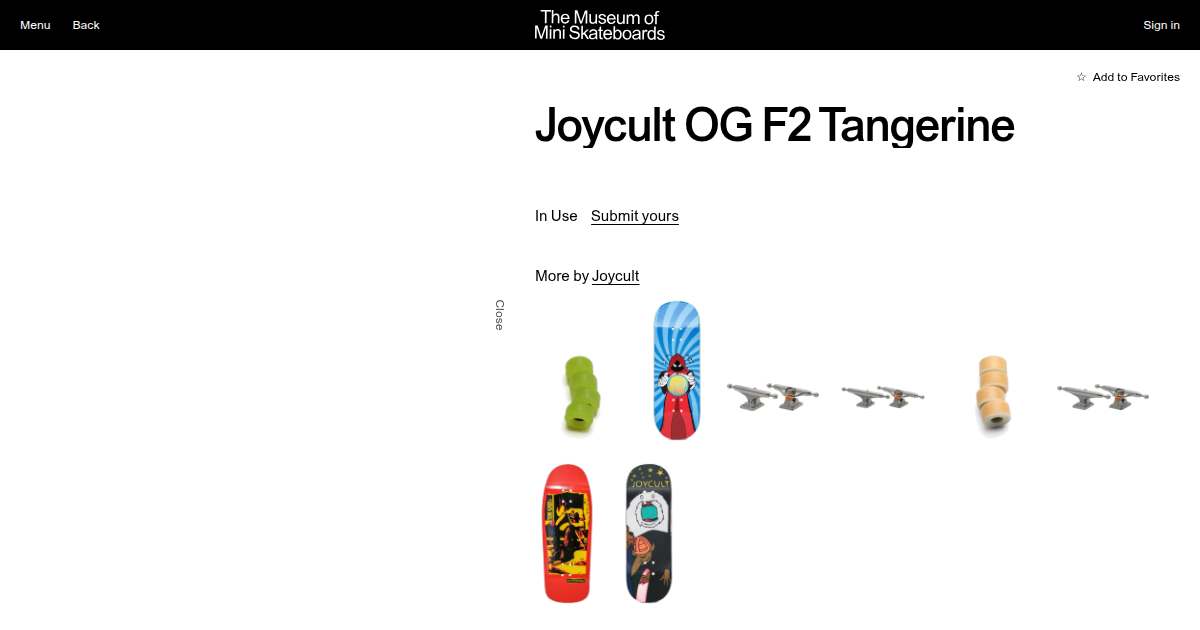 Menu
Back
The Museum of
Mini Skateboards
Sign in
☆ Add to Favorites
Joycult OG F2 Tangerine
In Use Submit yours
More by Joycult
Close
JOYCULT